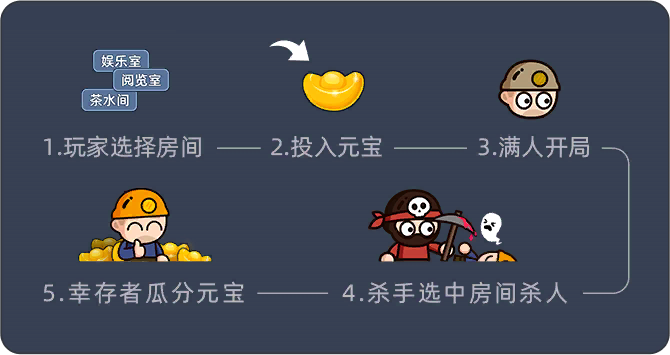 娱乐室
阅览室
茶水间
1.玩家选择房间
2.投入元宝
3.满人开局
5.幸存者瓜分元宝
4.杀手选中房间杀人